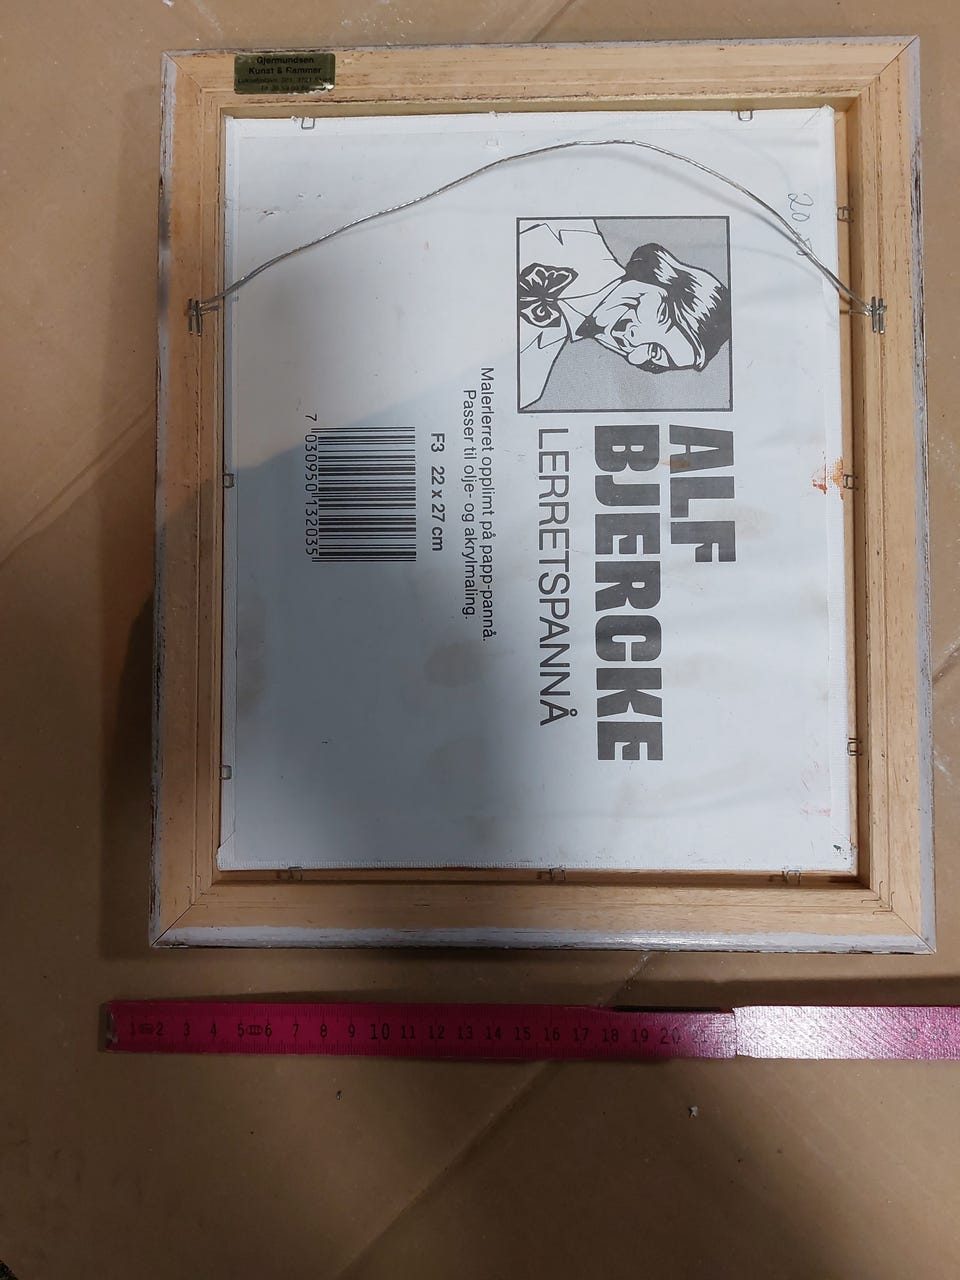 Gjermundsen
Kunst & Rammer
ALF
BJERCKE
LERRETSPANNÅ
Malerlerret opplimt på papp-pannå.
Passer til olje- og akrylmaling.
F3 22 x 27 cm
7 030950 132035
1 2 3 4 5 6 7 8 9 10 11 12 13 14 15 16 17 18 19 20 21